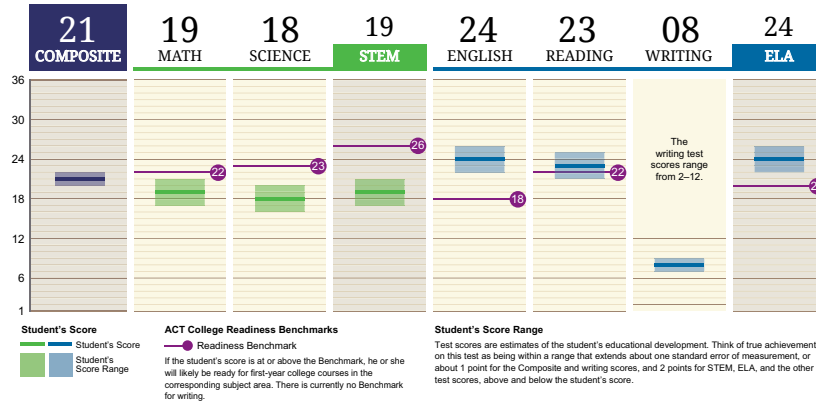 21
COMPOSITE
19
MATH
18
SCIENCE
19
STEM
24
ENGLISH
23
READING
08
WRITING
24
ELA
36
30
24
18
12
6
1
22
23
26
18
22
The
writing test
scores range
from 2–12.
Student's Score
Student's Score
Student's
Score Range
ACT College Readiness Benchmarks
Readiness Benchmark
If the student's score is at or above the Benchmark, he or she
will likely be ready for first-year college courses in the
corresponding subject area. There is currently no Benchmark
for writing.
Student's Score Range
Test scores are estimates of the student's educational development. Think of true achievement
on this test as being within a range that extends about one standard error of measurement, or
about 1 point for the Composite and writing scores, and 2 points for STEM, ELA, and the other
test scores, above and below the student's score.